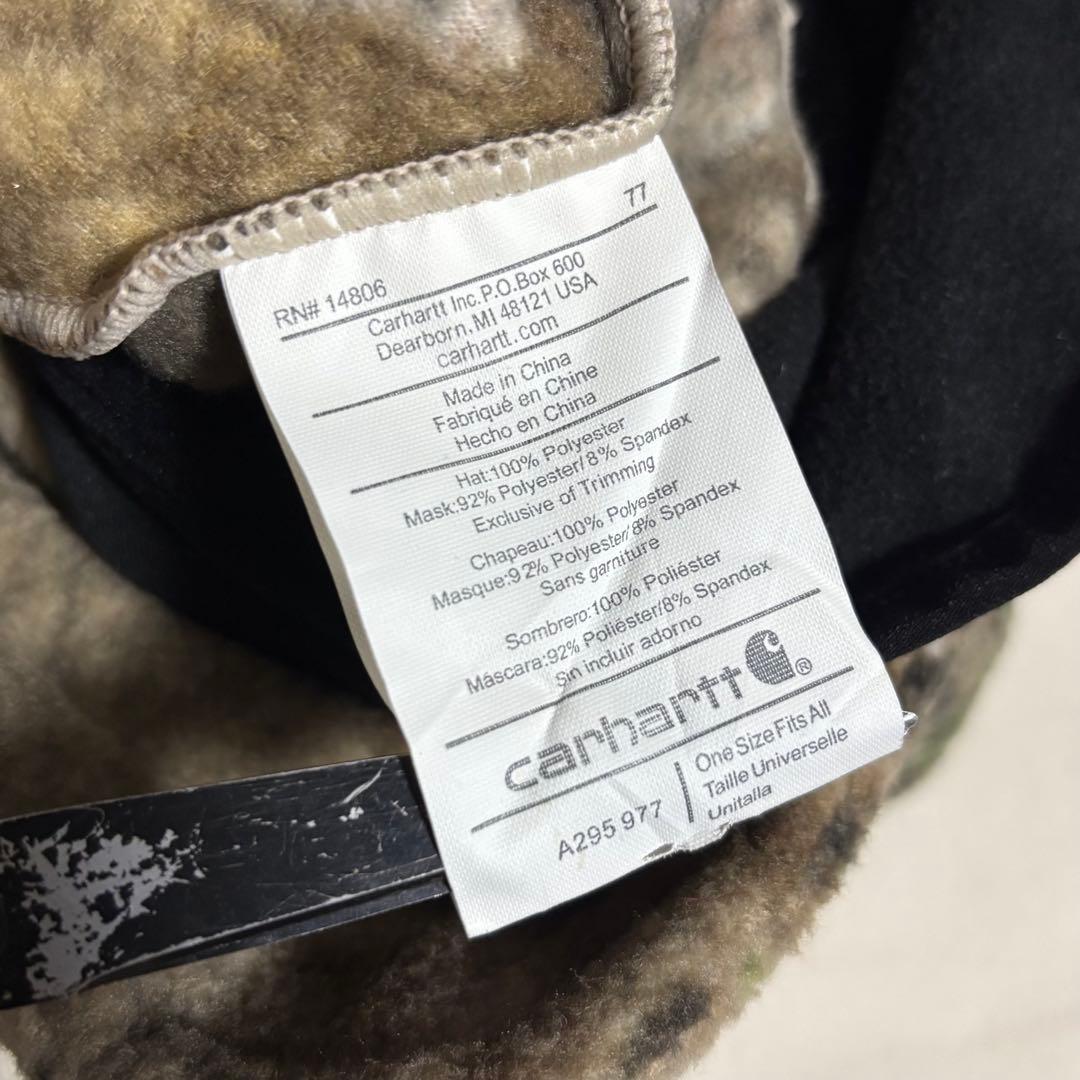 77
RN# 14806
Carhartt Inc. P.O.Box 600
Dearborn, MI 48121 USA
carhartt.com
Made in China
Fabriqué en Chine
Hecho en China
Hat:100% Polyester
Mask:92% Polyester/ 8% Spandex
Exclusive of Trimming
Chapeau:100% Polyester
Masque:92% Polyester/ 8% Spandex
Sans garniture
Sombrero:100% Poliéster
Máscara:92% Poliéster/8% Spandex
Sin incluir adorno
carhartt ®
A295 977
One Size Fits All
Taille Universelle
Unitalla